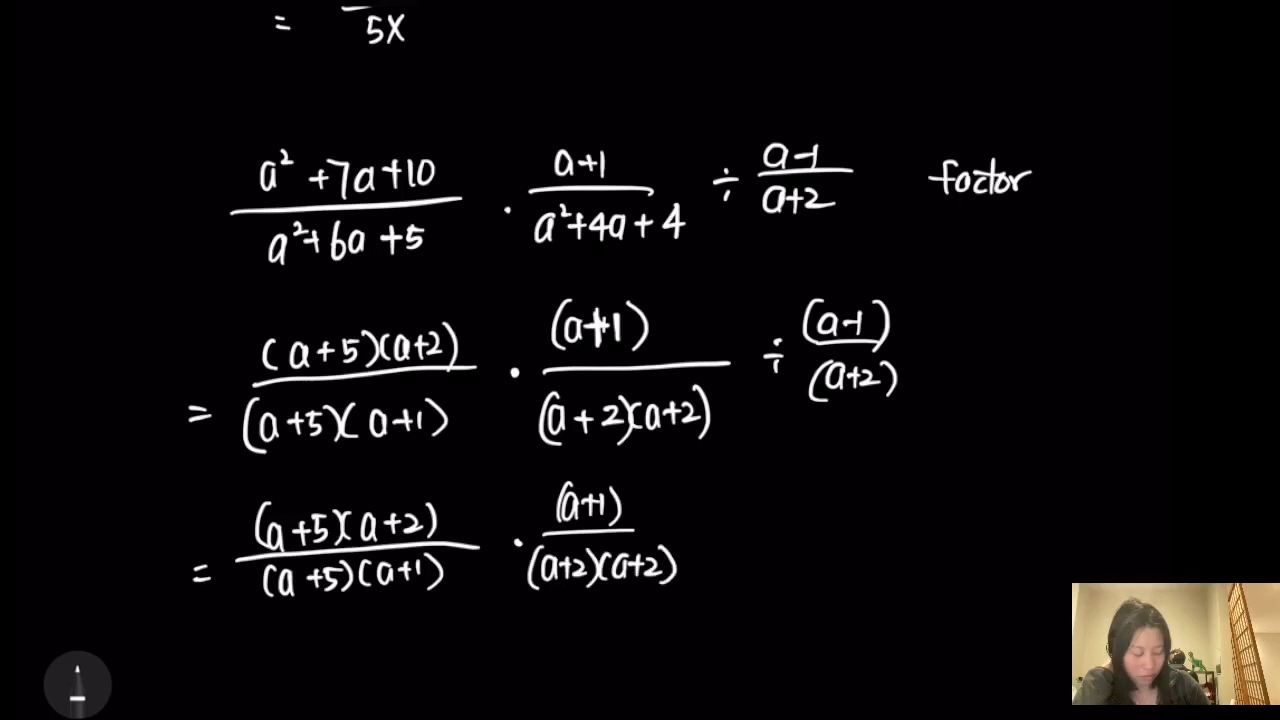 = 5X
(a² + 7a + 10)/(a² + 6a + 5) · (a+1)/(a² + 4a + 4) ÷ (a-1)/(a+2) factor
= (a+5)(a+2)/(a+5)(a+1) · (a+1)/(a+2)(a+2) ÷ (a-1)/(a+2)
= (a+5)(a+2)/(a+5)(a+1) · (a+1)/(a+2)(a+2)